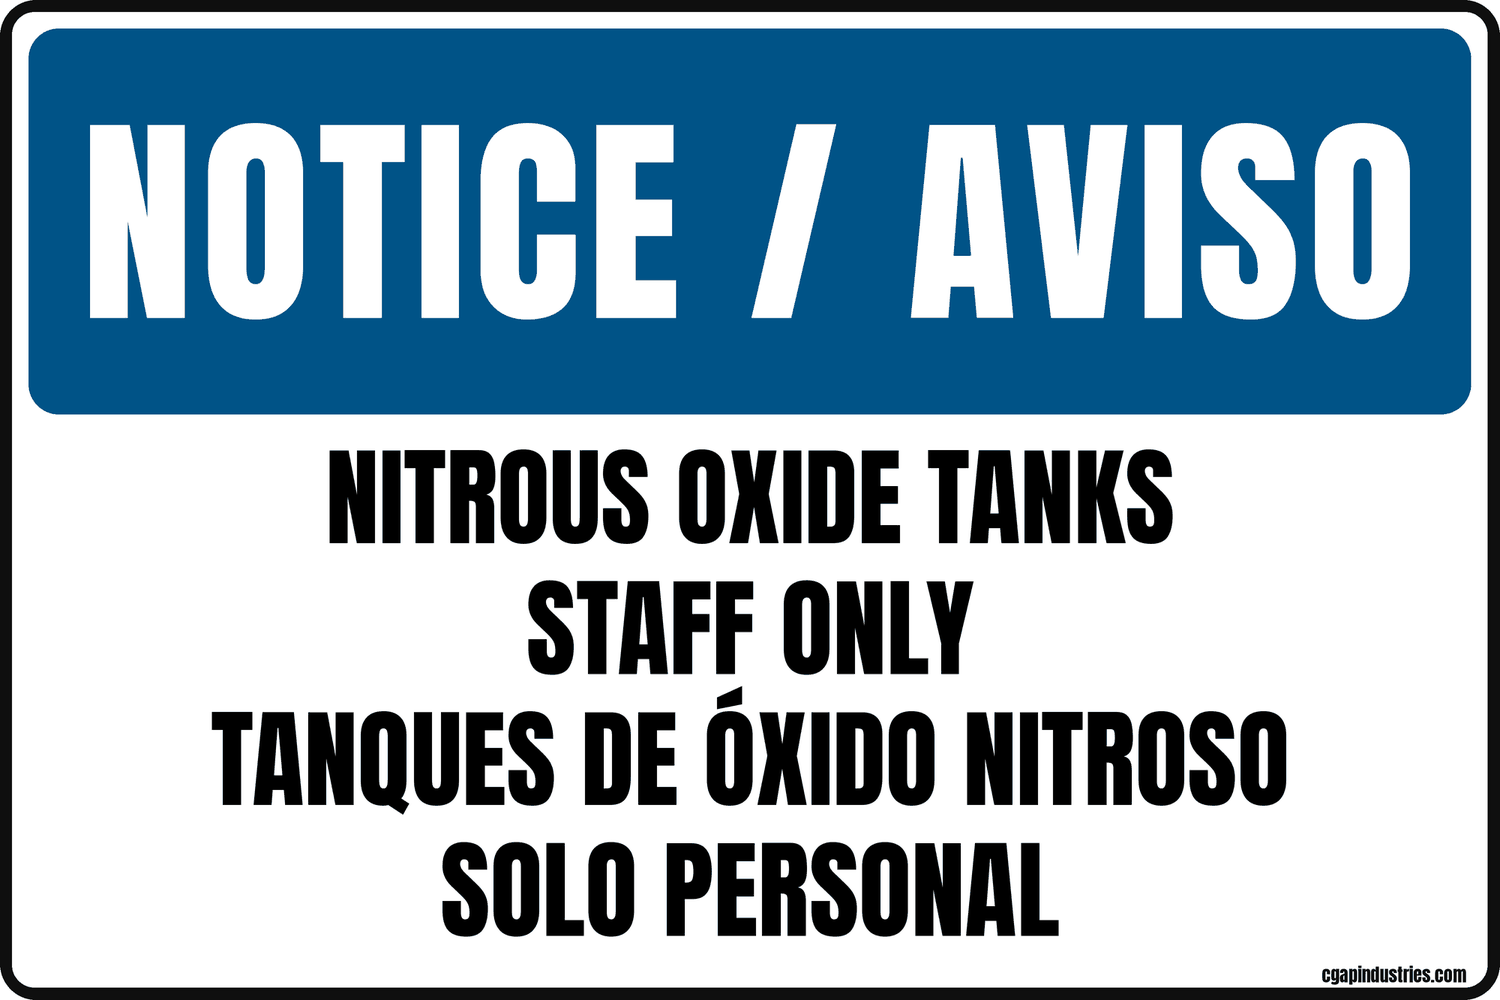 NOTICE / AVISO
NITROUS OXIDE TANKS
STAFF ONLY
TANQUES DE ÓXIDO NITROSO
SOLO PERSONAL
cgapindustries.com